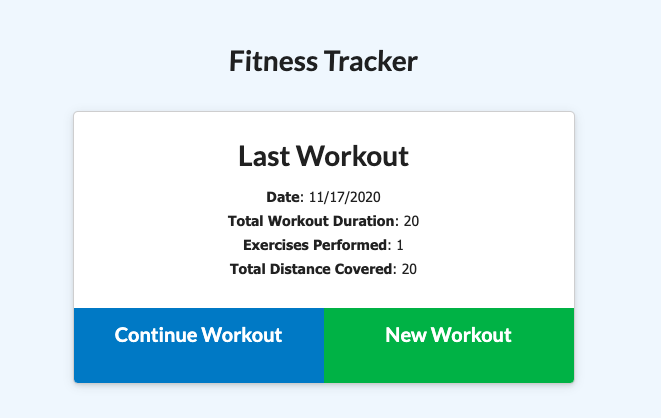 Fitness Tracker
Last Workout
Date: 11/17/2020
Total Workout Duration: 20
Exercises Performed: 1
Total Distance Covered: 20
Continue Workout
New Workout